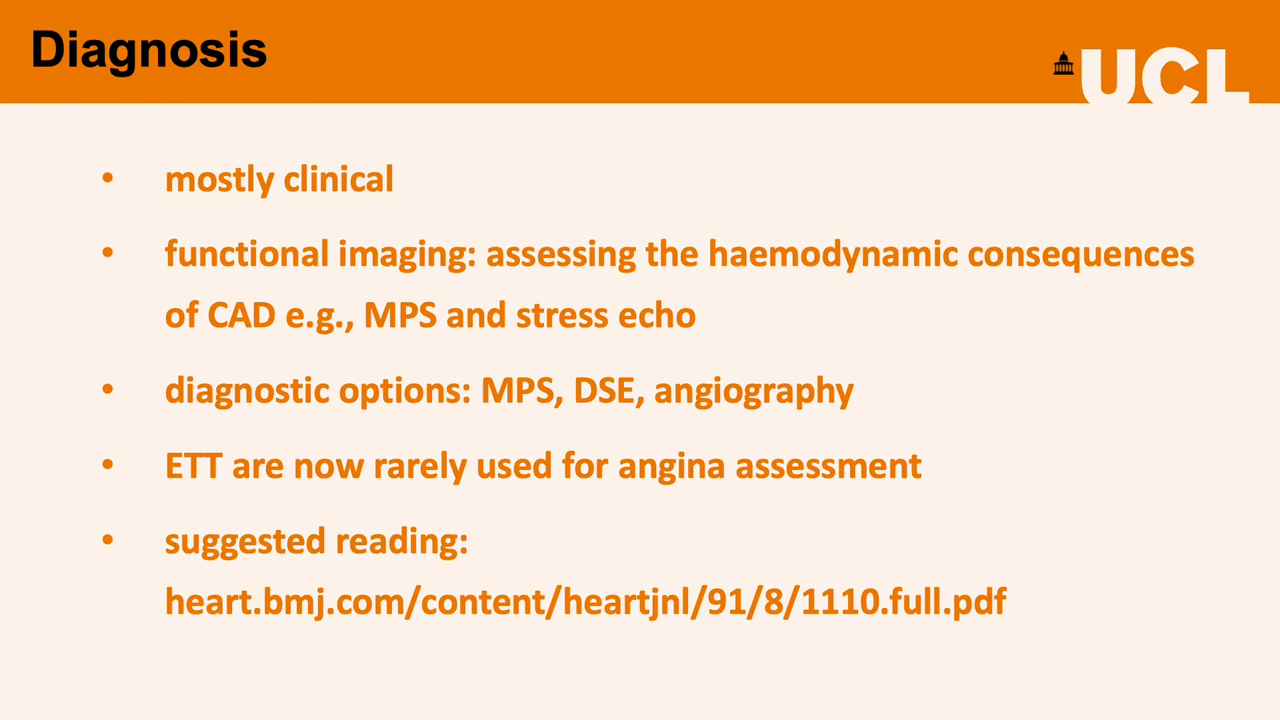 Diagnosis
UCL
• mostly clinical
• functional imaging: assessing the haemodynamic consequences
of CAD e.g., MPS and stress echo
• diagnostic options: MPS, DSE, angiography
• ETT are now rarely used for angina assessment
• suggested reading:
heart.bmj.com/content/heartjnl/91/8/1110.full.pdf